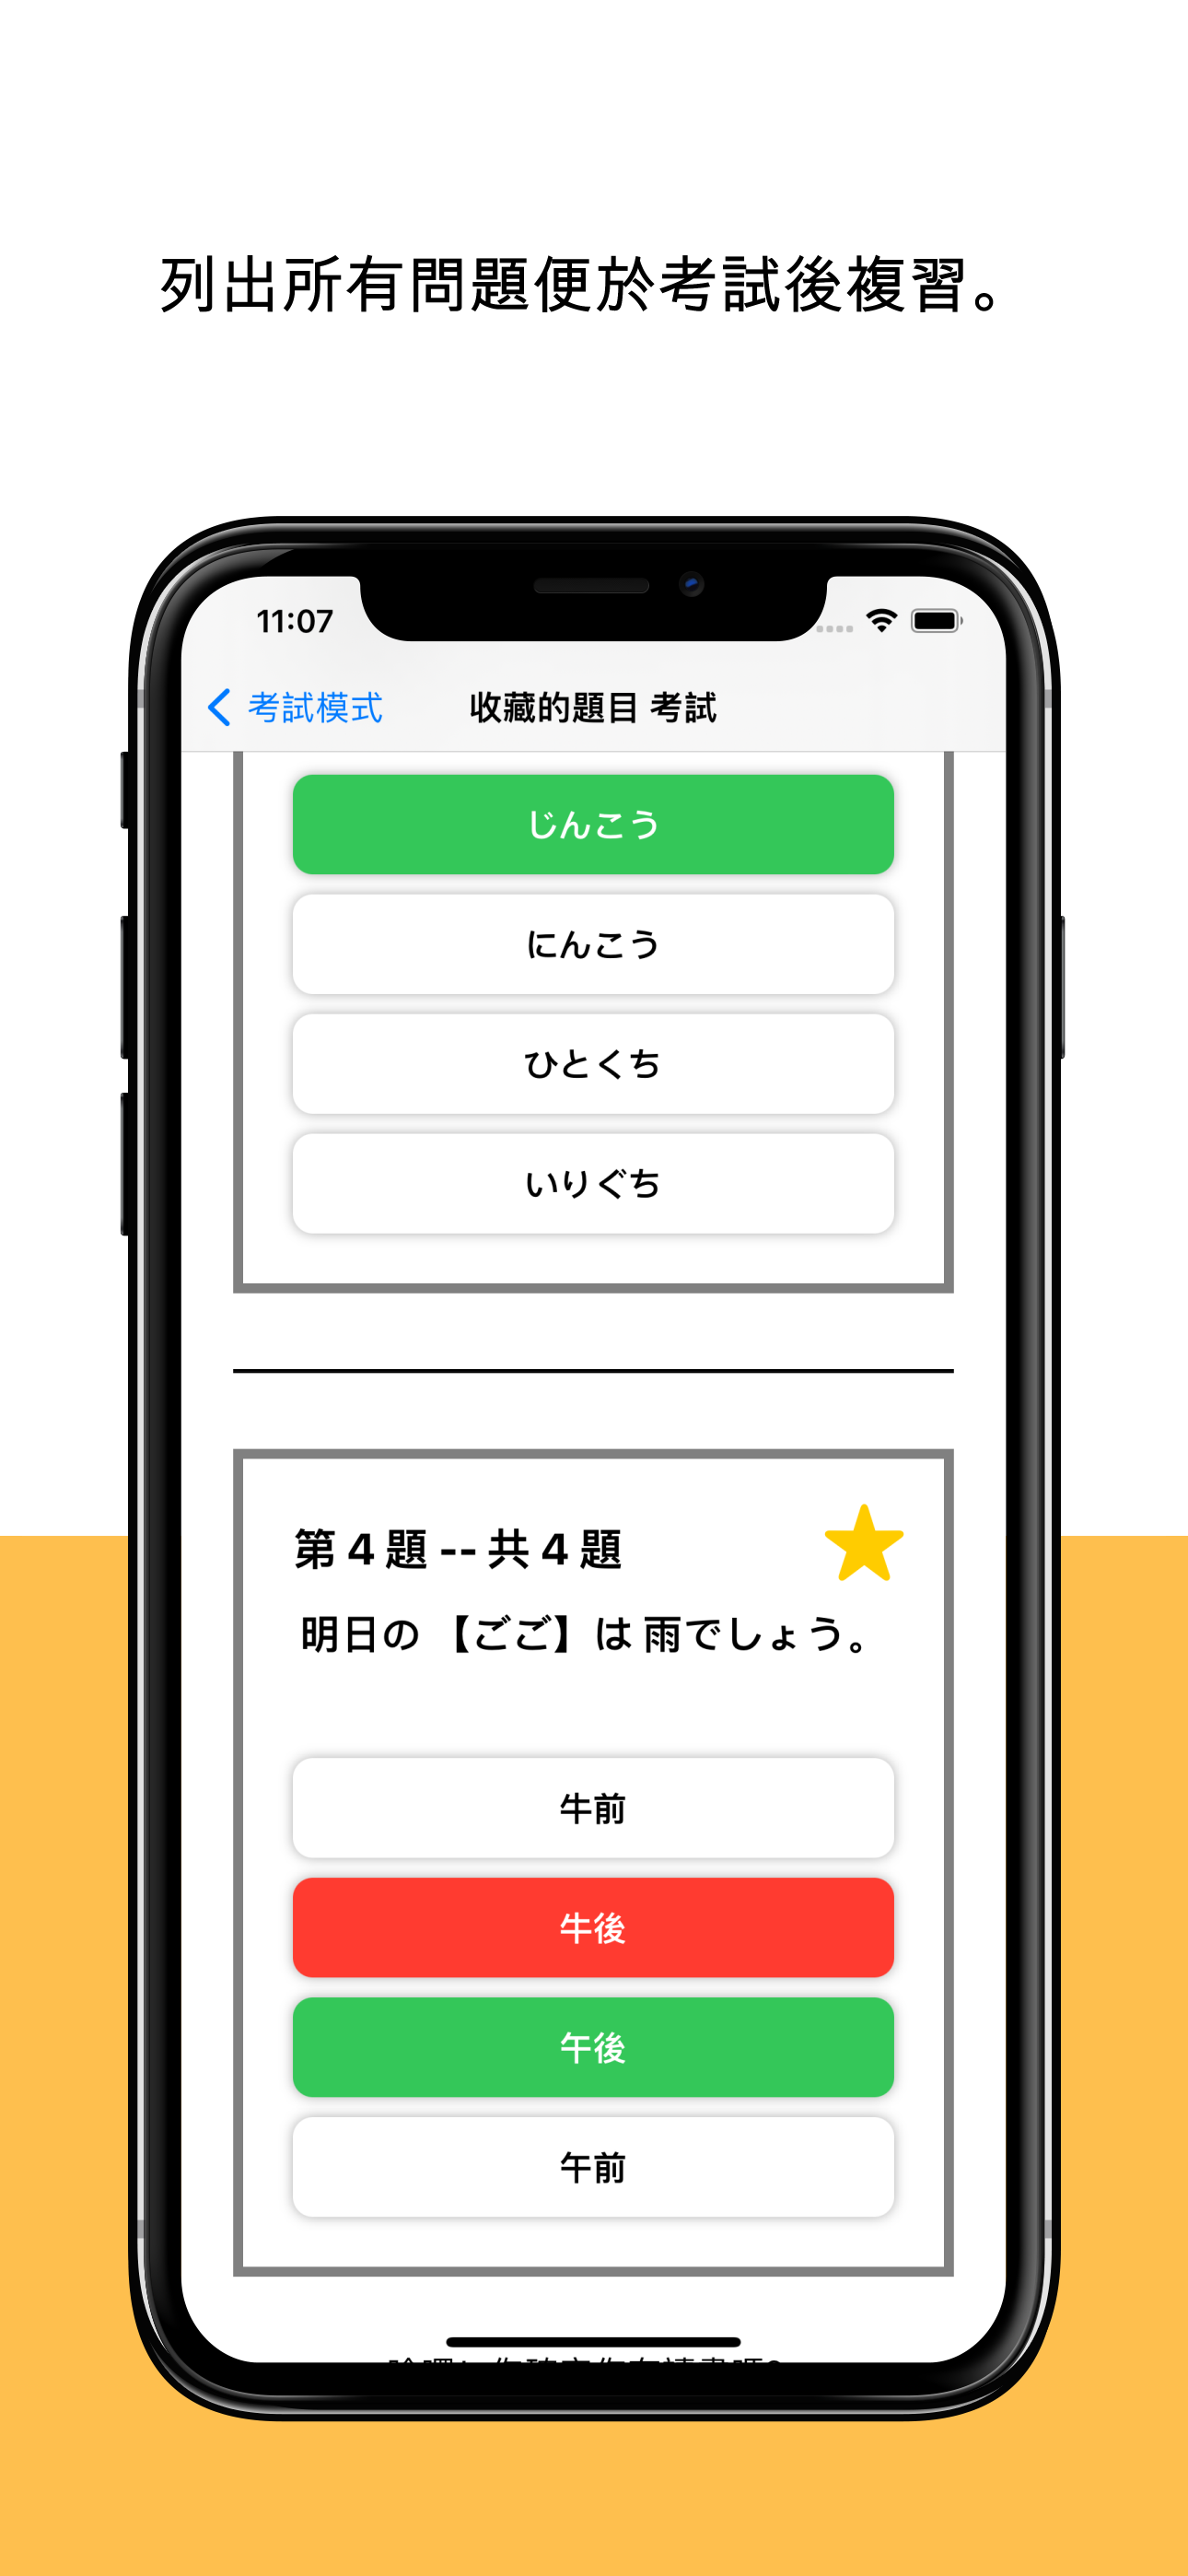 列出所有問題便於考試後複習。
11:07
考試模式 收藏的題目 考試
じんこう
にんこう
ひとくち
いりぐち
第 4 題 -- 共 4 題
明日の 【ごご】は 雨でしょう。
牛前
牛後
午後
午前